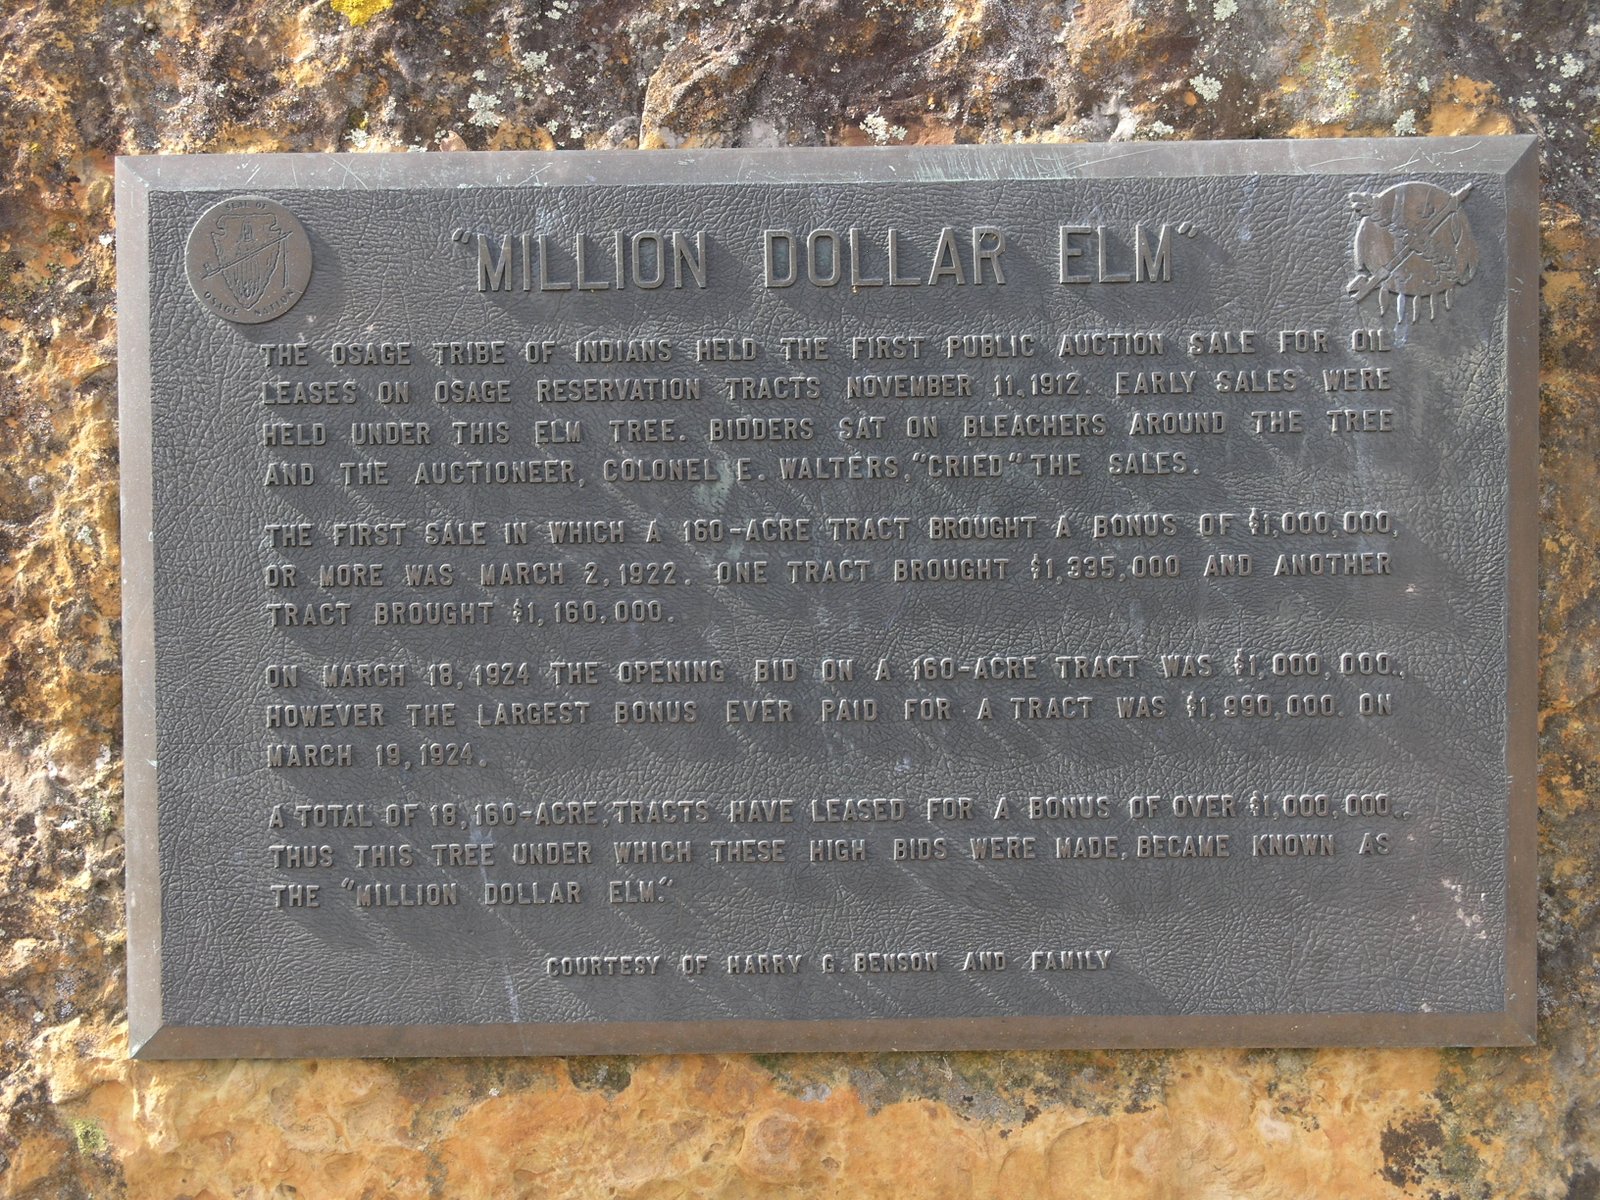 SEAL OF
OSAGE NATION
"MILLION DOLLAR ELM"
THE OSAGE TRIBE OF INDIANS HELD THE FIRST PUBLIC AUCTION SALE FOR OIL
LEASES ON OSAGE RESERVATION TRACTS NOVEMBER 11, 1912. EARLY SALES WERE
HELD UNDER THIS ELM TREE. BIDDERS SAT ON BLEACHERS AROUND THE TREE
AND THE AUCTIONEER, COLONEL E. WALTERS, "CRIED" THE SALES.
THE FIRST SALE IN WHICH A 160-ACRE TRACT BROUGHT A BONUS OF $1,000,000,
OR MORE WAS MARCH 2, 1922. ONE TRACT BROUGHT $1,335,000 AND ANOTHER
TRACT BROUGHT $1,160,000.
ON MARCH 18, 1924 THE OPENING BID ON A 160-ACRE TRACT WAS $1,000,000.,
HOWEVER THE LARGEST BONUS EVER PAID FOR A TRACT WAS $1,990,000. ON
MARCH 19, 1924.
A TOTAL OF 18, 160-ACRE, TRACTS HAVE LEASED FOR A BONUS OF OVER $1,000,000..
THUS THIS TREE UNDER WHICH THESE HIGH BIDS WERE MADE, BECAME KNOWN AS
THE "MILLION DOLLAR ELM."
COURTESY OF HARRY G. BENSON AND FAMILY